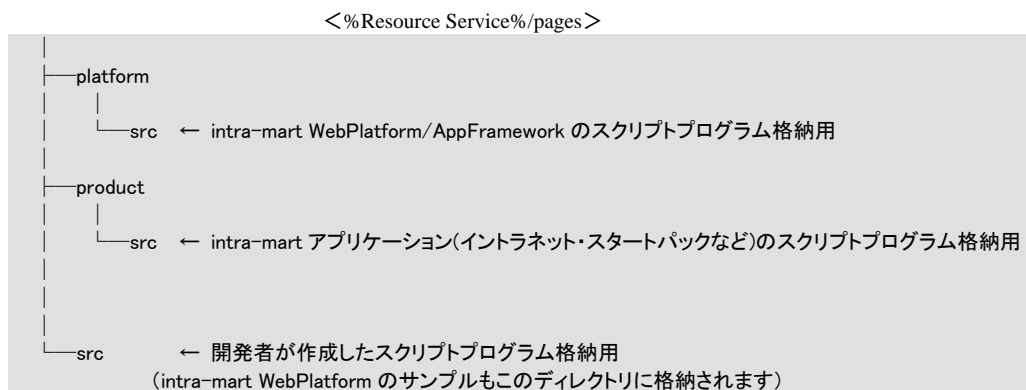 ＜%Resource Service%/pages＞
platform
src ← intra-mart WebPlatform/AppFramework のスクリプトプログラム格納用
product
src ← intra-mart アプリケーション(イントラネット・スタートパックなど)のスクリプトプログラム格納用
src ← 開発者が作成したスクリプトプログラム格納用
(intra-mart WebPlatform のサンプルもこのディレクトリに格納されます)